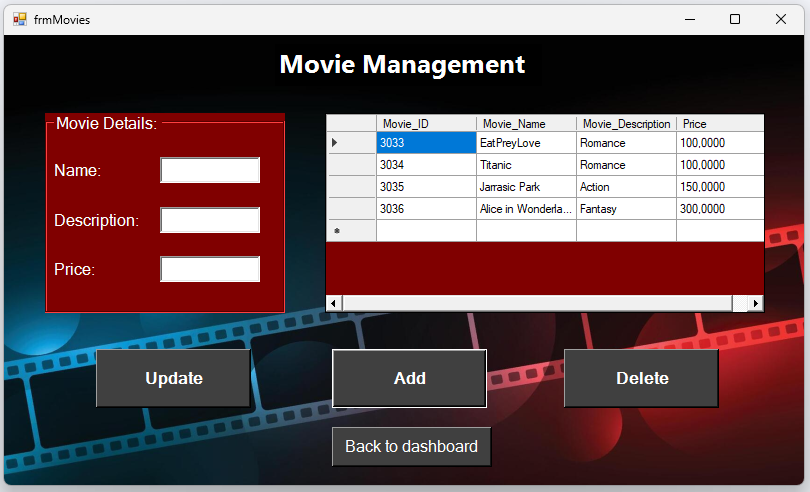 frmMovies
Movie Management
Movie Details:
Name:
Description:
Price:
Movie_ID Movie_Name Movie_Description Price
3033 EatPreyLove Romance 100,0000
3034 Titanic Romance 100,0000
3035 Jarrasic Park Action 150,0000
3036 Alice in Wonderla... Fantasy 300,0000
Update Add Delete
Back to dashboard